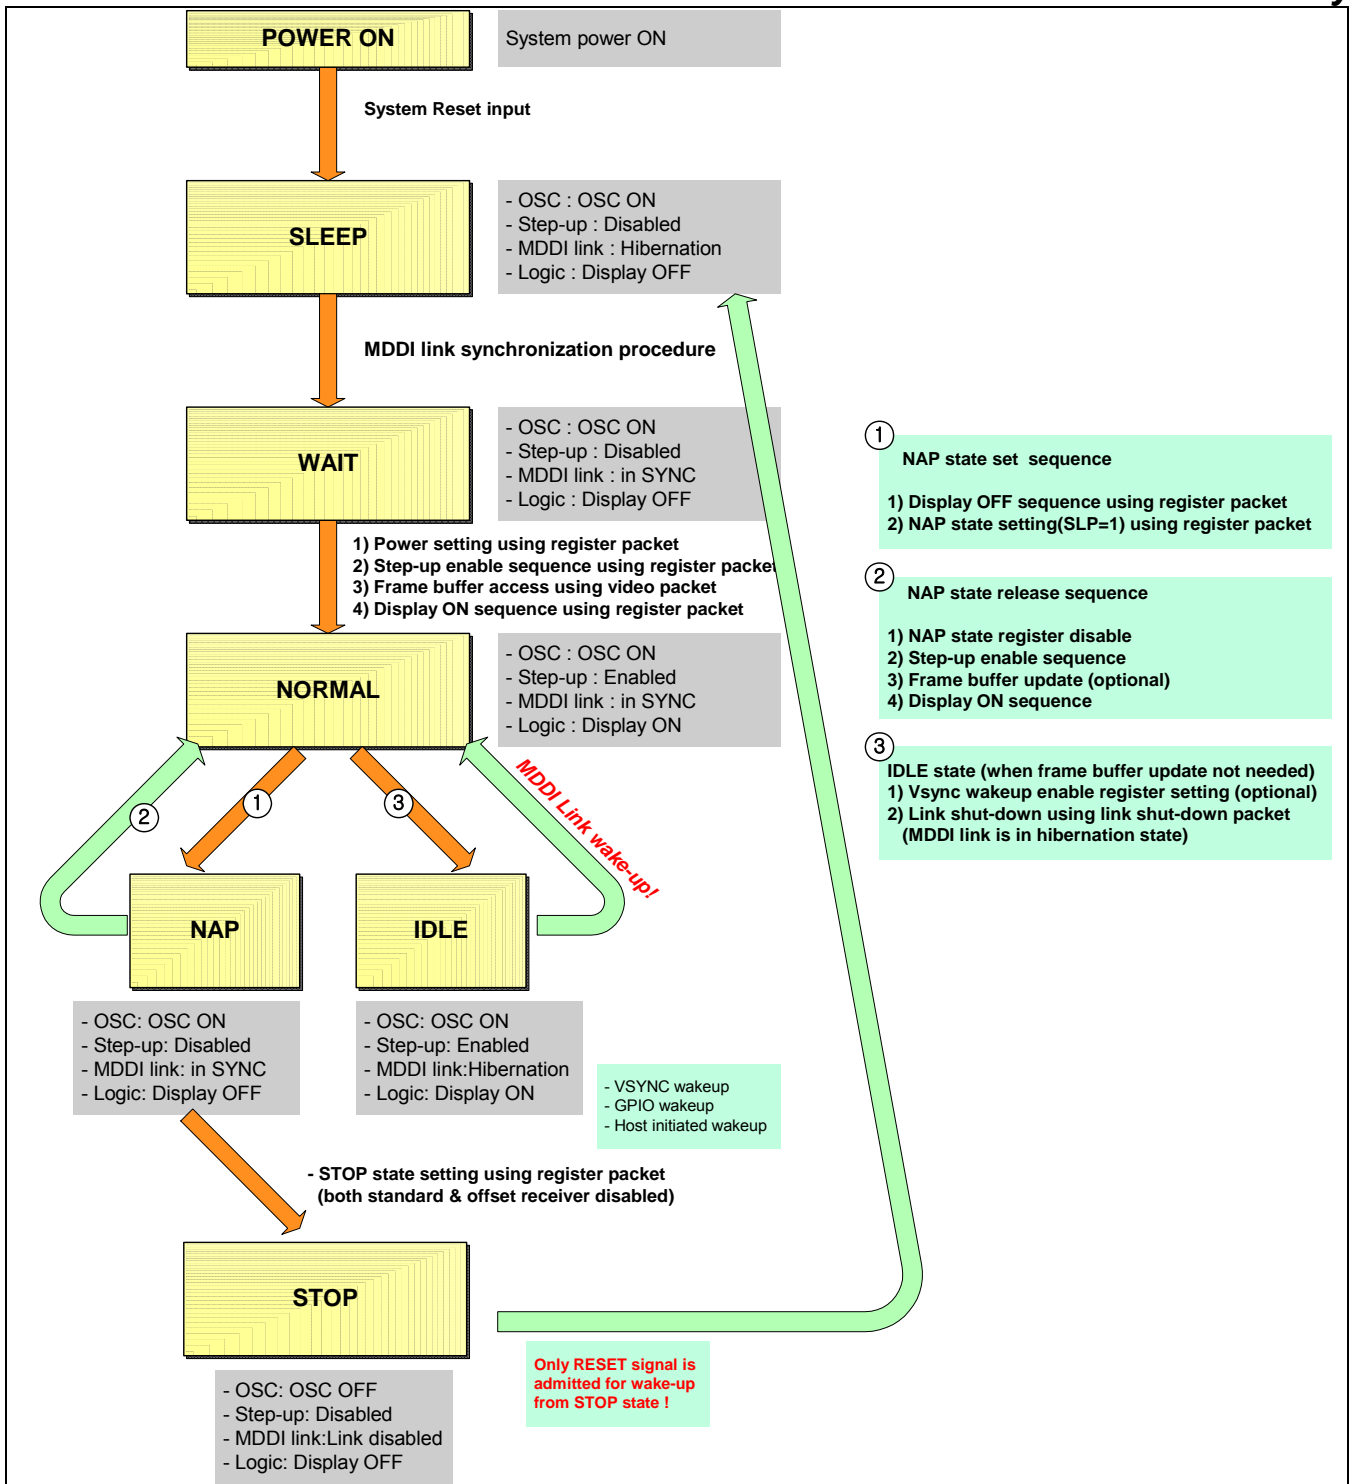 POWER ON
System power ON
System Reset input
SLEEP
- OSC : OSC ON
- Step-up : Disabled
- MDDI link : Hibernation
- Logic : Display OFF
MDDI link synchronization procedure
WAIT
- OSC : OSC ON
- Step-up : Disabled
- MDDI link : in SYNC
- Logic : Display OFF
1) Power setting using register packet
2) Step-up enable sequence using register packet
3) Frame buffer access using video packet
4) Display ON sequence using register packet
NORMAL
- OSC : OSC ON
- Step-up : Enabled
- MDDI link : in SYNC
- Logic : Display ON
2
1
3
MDDI Link wake-up!
NAP
- OSC: OSC ON
- Step-up: Disabled
- MDDI link: in SYNC
- Logic: Display OFF
IDLE
- OSC: OSC ON
- Step-up: Enabled
- MDDI link:Hibernation
- Logic: Display ON
- VSYNC wakeup
- GPIO wakeup
- Host initiated wakeup
- STOP state setting using register packet
(both standard & offset receiver disabled)
STOP
- OSC: OSC OFF
- Step-up: Disabled
- MDDI link:Link disabled
- Logic: Display OFF
Only RESET signal is
admitted for wake-up
from STOP state !
1
NAP state set sequence
1) Display OFF sequence using register packet
2) NAP state setting(SLP=1) using register packet
2
NAP state release sequence
1) NAP state register disable
2) Step-up enable sequence
3) Frame buffer update (optional)
4) Display ON sequence
3
IDLE state (when frame buffer update not needed)
1) Vsync wakeup enable register setting (optional)
2) Link shut-down using link shut-down packet
(MDDI link is in hibernation state)